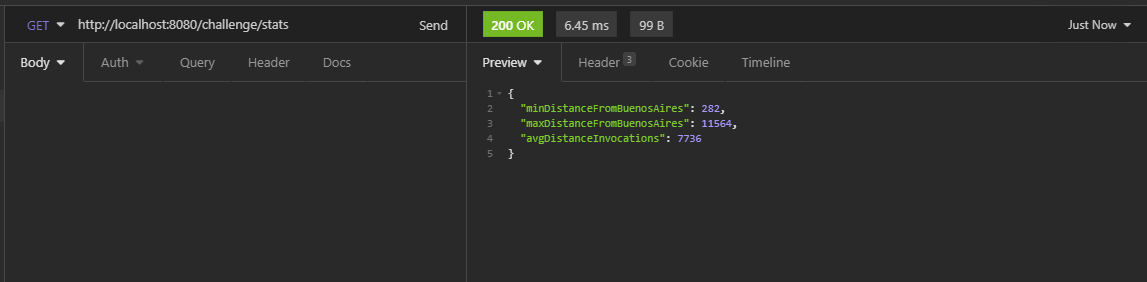 GET http://localhost:8080/challenge/stats Send 200 OK 6.45 ms 99 B Just Now
Body Auth Query Header Docs Preview Header 3 Cookie Timeline
1 {
2 "minDistanceFromBuenosAires": 282,
3 "maxDistanceFromBuenosAires": 11564,
4 "avgDistanceInvocations": 7736
5 }